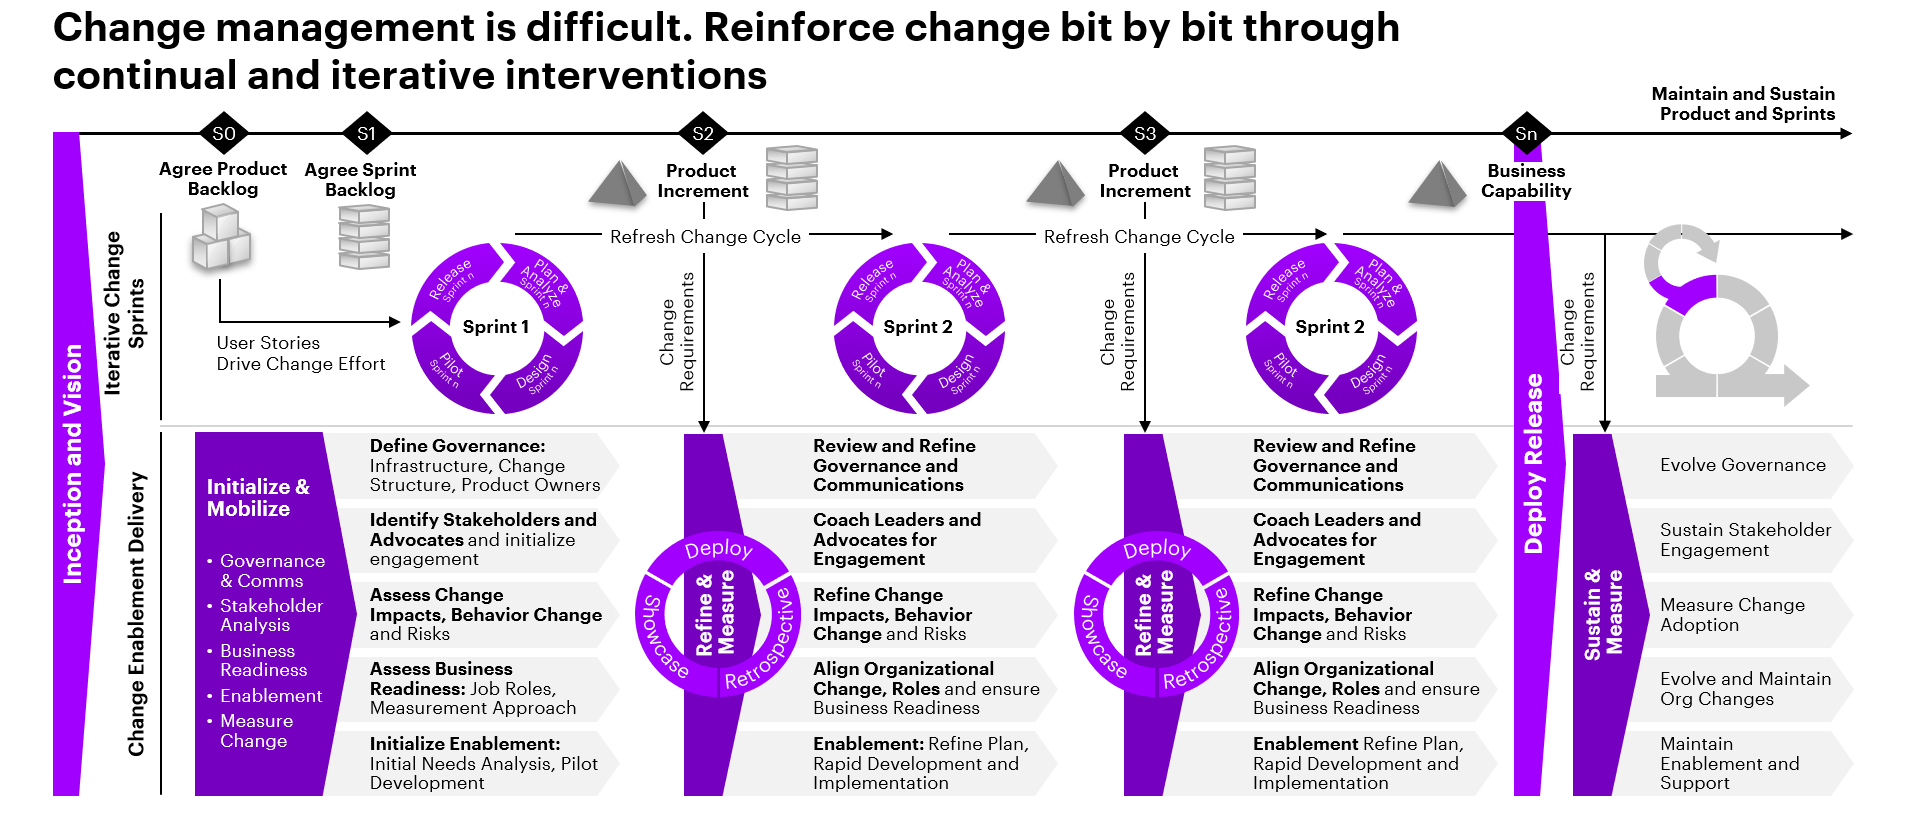 Change management is difficult. Reinforce change bit by bit through
continual and iterative interventions
Maintain and Sustain
Product and Sprints
S0
S1
S2
S3
Sn
Agree Product
Backlog
Agree Sprint
Backlog
Product
Increment
Product
Increment
Business
Capability
Inception and Vision
Iterative Change
Sprints
User Stories
Drive Change Effort
Release
Sprint n
Plan &
Analyze
Sprint n
Design
Sprint n
Pilot
Sprint n
Sprint 1
Refresh Change Cycle
Change
Requirements
Release
Sprint n
Plan &
Analyze
Sprint n
Design
Sprint n
Pilot
Sprint n
Sprint 2
Refresh Change Cycle
Change
Requirements
Release
Sprint n
Plan &
Analyze
Sprint n
Design
Sprint n
Pilot
Sprint n
Sprint 2
Deploy Release
Change
Requirements
Change Enablement Delivery
Initialize &
Mobilize
• Governance
& Comms
• Stakeholder
Analysis
• Business
Readiness
• Enablement
• Measure
Change
Define Governance:
Infrastructure, Change
Structure, Product Owners
Identify Stakeholders and
Advocates and initialize
engagement
Assess Change
Impacts, Behavior Change
and Risks
Assess Business
Readiness: Job Roles,
Measurement Approach
Initialize Enablement:
Initial Needs Analysis, Pilot
Development
Deploy
Retrospective
Showcase
Refine &
Measure
Review and Refine
Governance and
Communications
Coach Leaders and
Advocates for
Engagement
Refine Change
Impacts, Behavior
Change and Risks
Align Organizational
Change, Roles and ensure
Business Readiness
Enablement: Refine Plan,
Rapid Development and
Implementation
Deploy
Retrospective
Showcase
Refine &
Measure
Review and Refine
Governance and
Communications
Coach Leaders and
Advocates for
Engagement
Refine Change
Impacts, Behavior
Change and Risks
Align Organizational
Change, Roles and ensure
Business Readiness
Enablement Refine Plan,
Rapid Development and
Implementation
Sustain &
Measure
Evolve Governance
Sustain Stakeholder
Engagement
Measure Change
Adoption
Evolve and Maintain
Org Changes
Maintain
Enablement and
Support